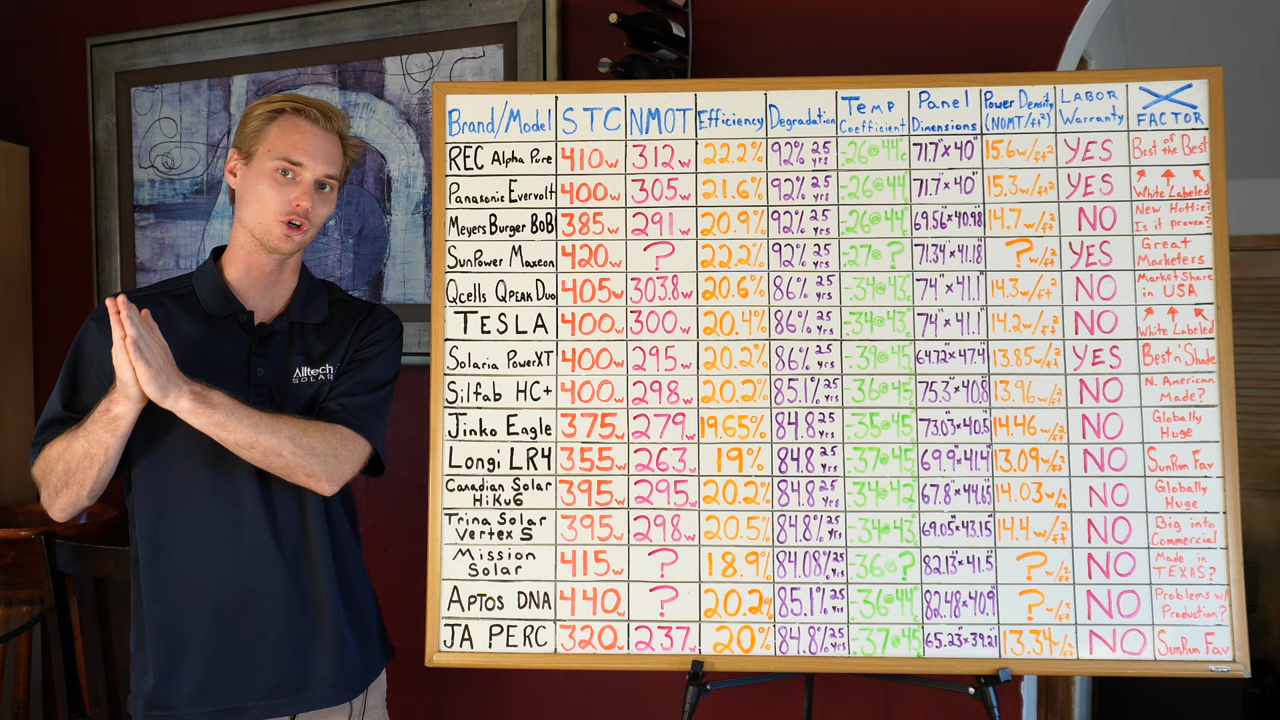 Alltech
SOLAR
Brand/Model STC NMOT Efficiency Degradation Temp Coefficient Panel Dimensions Power Density (NOMT/ft²) LABOR Warranty X FACTOR
REC Alpha Pure 410w 312w 22.2% 92% 25 yrs -.26@44°c 71.7"×40" 15.6w/ft² YES Best of the Best
Panasonic Evervolt 400w 305w 21.6% 92% 25 yrs -.26@44 71.7"×40" 15.3w/ft² YES ↑ ↑ ↑ White Labeled
Meyers Burger BoB 385w 291w 20.9% 92% 25 yrs -.26@44 69.56"×40.98 14.7w/ft² NO New Hottie? Is it proven?
SunPower Maxeon 420w ? 22.2% 92% 25 yrs -.27@? 71.34"×41.18" ?w/ft² YES Great Marketers
Qcells QPEAK Duo 405w 303.8w 20.6% 86% 25 yrs -.34@43°c 74"×41.1" 14.3w/ft² NO Market Share in USA
TESLA 400w 300w 20.4% 86% 25 yrs -.34@43° 74"×41.1" 14.2w/ft² NO ↑ ↑ ↑ White Labeled
Solaria PowerXT 400w 295w 20.2% 86% 25 yrs -.39@45 64.72"×47.4" 13.85w/ft² YES Best n' Shade
Silfab HC+ 400w 298w 20.2% 85.1% 25 yrs -.36@45 75.3"×40.8 13.96w/ft² NO N. American Made?
Jinko Eagle 375w 279w 19.65% 84.8 25 yrs -.35@45 73.03"×40.5 14.46w/ft² NO Globally Huge
Longi LR4 355w 263w 19% 84.8 25 yrs -.37@45 69.9"×41.4" 13.09w/ft² NO SunRun Fav
Canadian Solar HiKu6 395w 295w 20.2% 84.8 25 yrs -.34@42 67.8"×44.65 14.03w/ft² NO Globally Huge
Trina Solar Vertex S 395w 298w 20.5% 84.8% 25 yrs -.34@43° 69.05"×43.15" 14.4w/ft² NO Big into Commercial
Mission Solar 415w ? 18.9% 84.08% 25 yrs -.36@? 82.13"×41.5" ?w/ft² NO Made in TEXAS?
APTOS DNA 440w ? 20.2% 85.1% 25 yrs -.36@44° 82.48"×40.9" ?w/ft² NO Problems w/ Production?
JA PERC 320w 237w 20% 84.8% 25 yrs -.37@45 65.23"×39.21 13.34w/ft² NO SunRun Fav